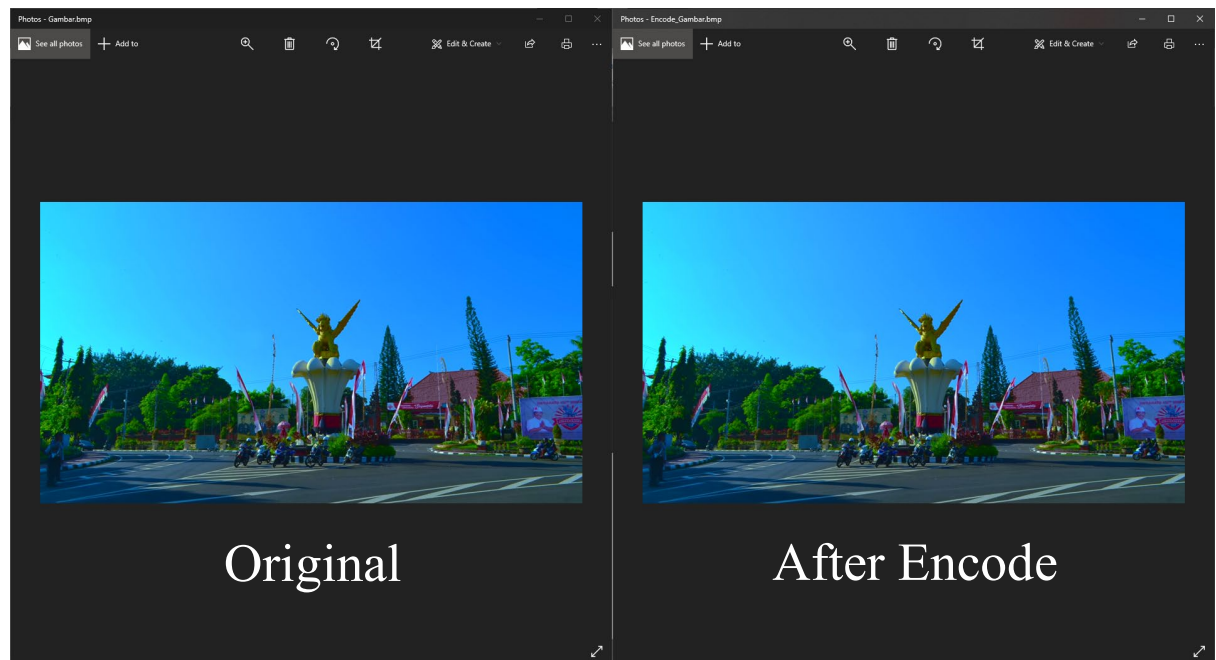 Photos - Gambar.bmp
See all photos
Add to
Edit & Create
Original
Photos - Encode_Gambar.bmp
See all photos
Add to
Edit & Create
After Encode